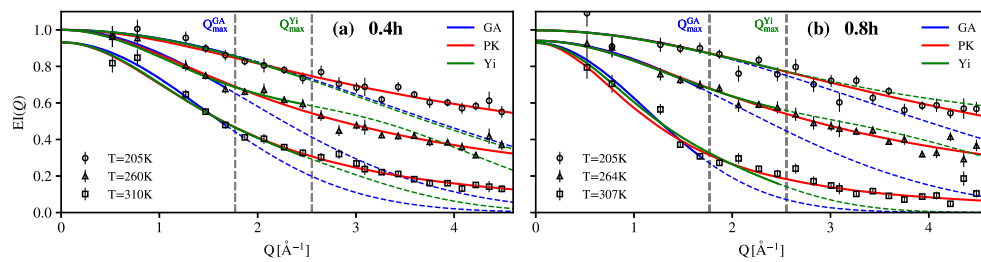 Q^GA_max
Q^Yi_max
(a) 0.4h
GA
PK
Yi
T=205K
T=260K
T=310K
EI(Q)
1.0
0.8
0.6
0.4
0.2
0.0
0 1 2 3 4
Q [Å⁻¹]
Q^GA_max
Q^Yi_max
(b) 0.8h
GA
PK
Yi
T=205K
T=264K
T=307K
0 1 2 3 4
Q [Å⁻¹]